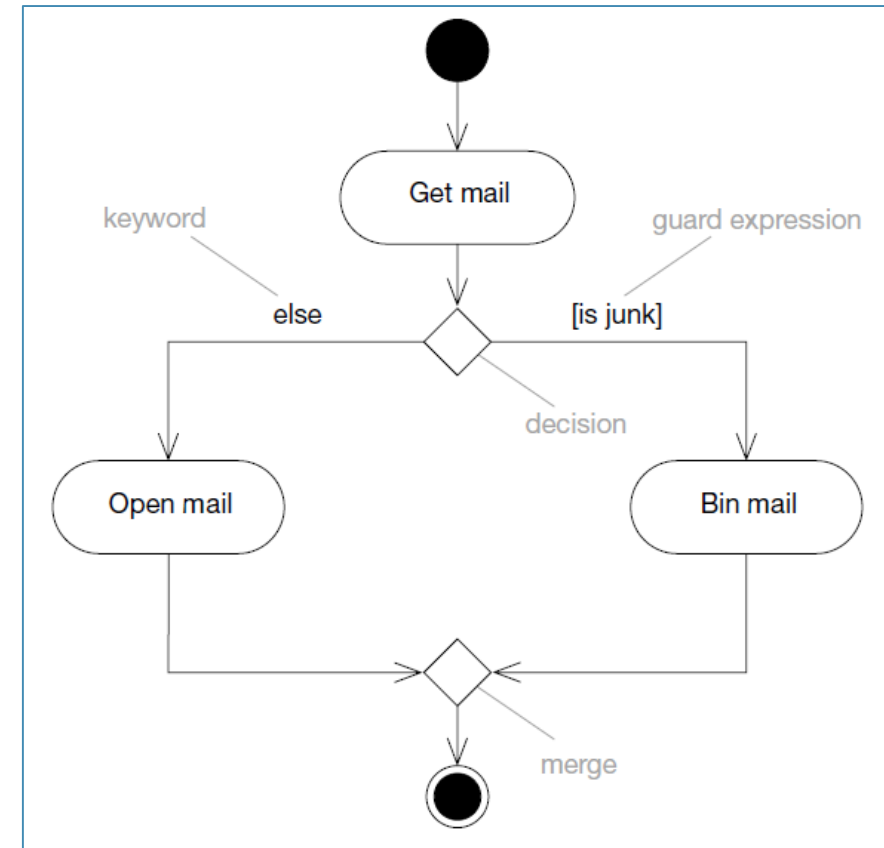 Get mail
keyword
guard expression
else
[is junk]
decision
Open mail
Bin mail
merge